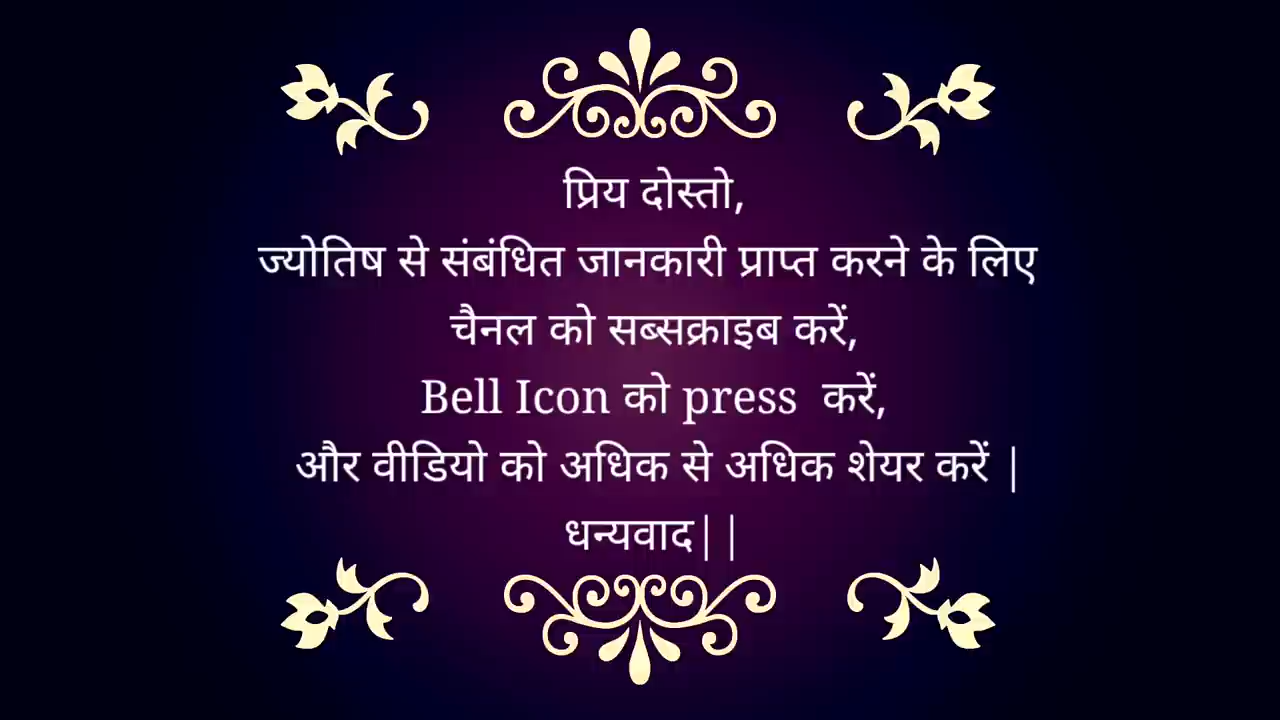 प्रिय दोस्तो,
ज्योतिष से संबंधित जानकारी प्राप्त करने के लिए
चैनल को सब्सक्राइब करें,
Bell Icon को press  करें,
और वीडियो को अधिक से अधिक शेयर करें |
धन्यवाद||